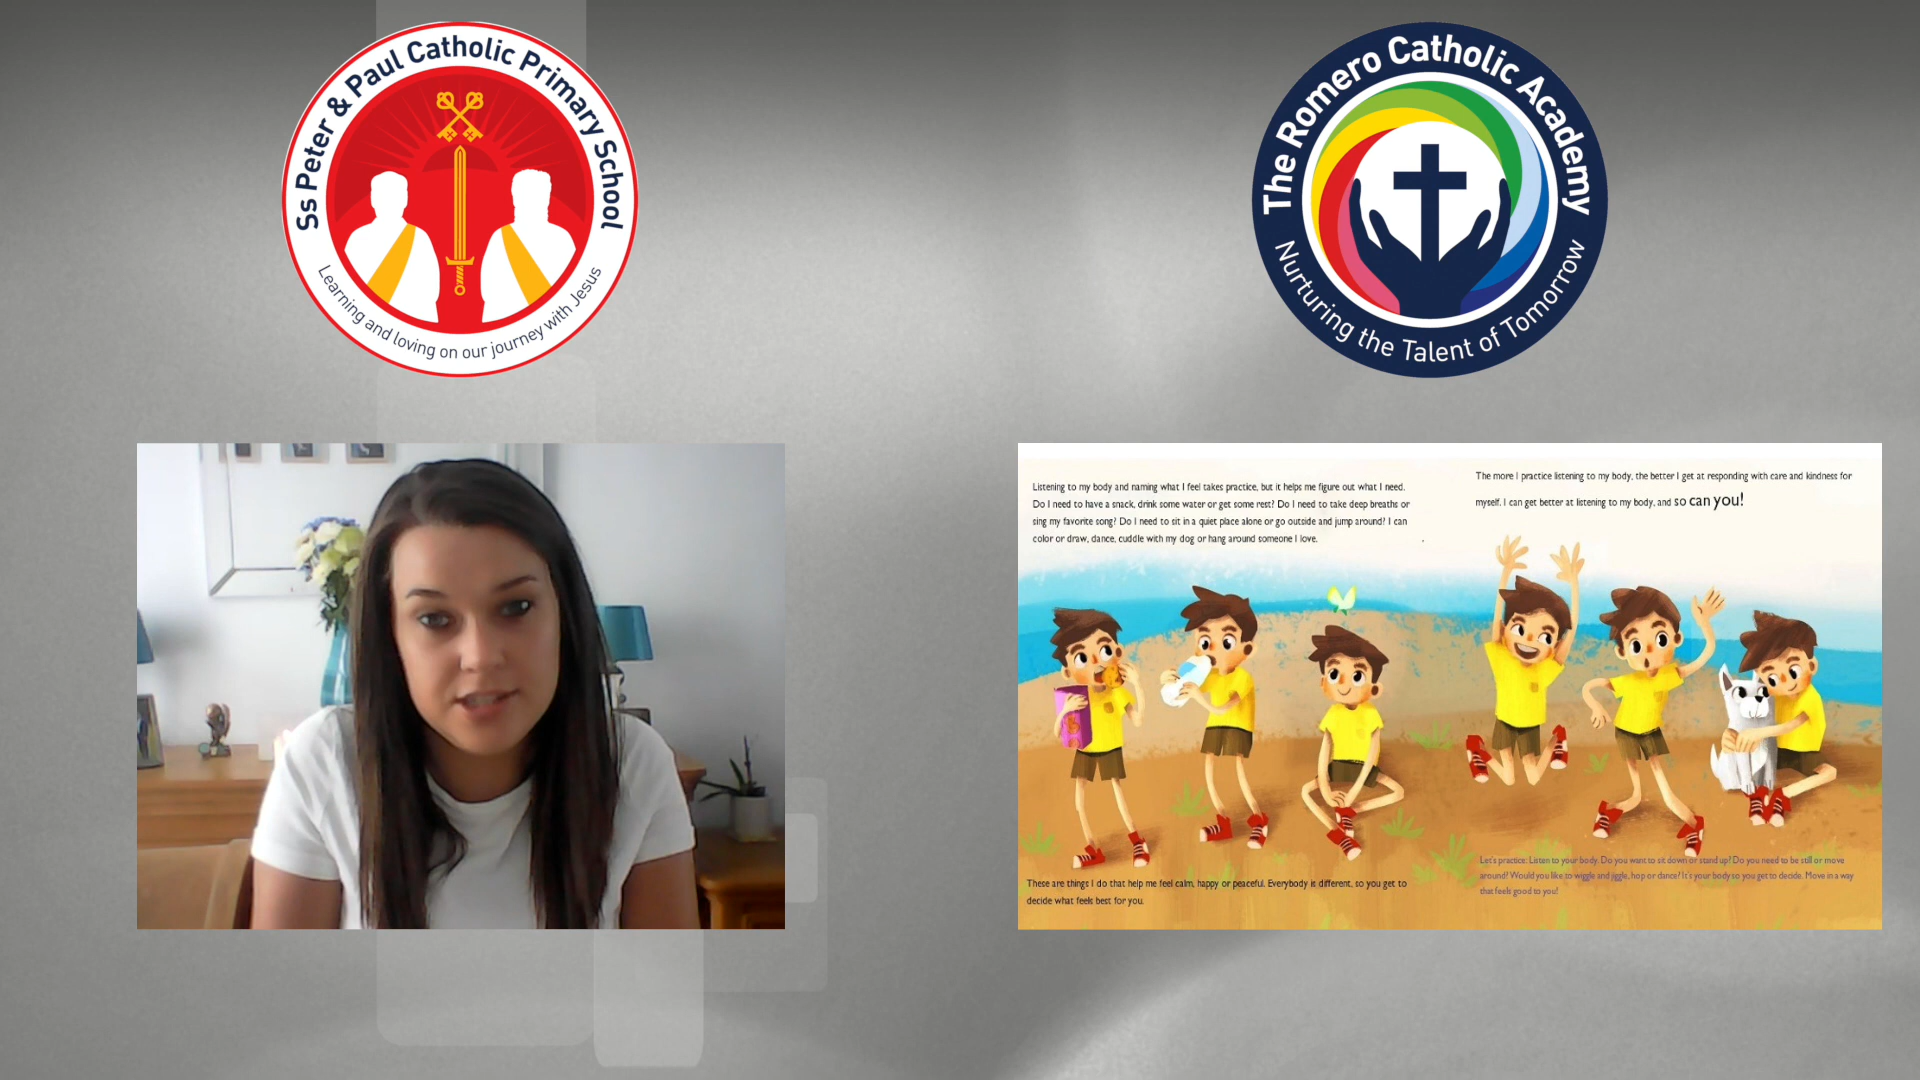 Ss Peter & Paul Catholic Primary School
Learning and loving on our journey with Jesus
The Romero Catholic Academy
Nurturing the Talent of Tomorrow
Listening to my body and naming what I feel takes practice, but it helps me figure out what I need.
Do I need to have a snack, drink some water or get some rest? Do I need to take deep breaths or
sing my favorite song? Do I need to sit in a quiet place alone or go outside and jump around? I can
color or draw, dance, cuddle with my dog or hang around someone I love.
These are things I do that help me feel calm, happy or peaceful. Everybody is different, so you get to
decide what feels best for you.
The more I practice listening to my body, the better I get at responding with care and kindness for
myself. I can get better at listening to my body, and so can you!
Let's practice: Listen to your body. Do you want to sit down or stand up? Do you need to be still or move
around? Would you like to wiggle and jiggle, hop or dance? It's your body so you get to decide. Move in a way
that feels good to you!